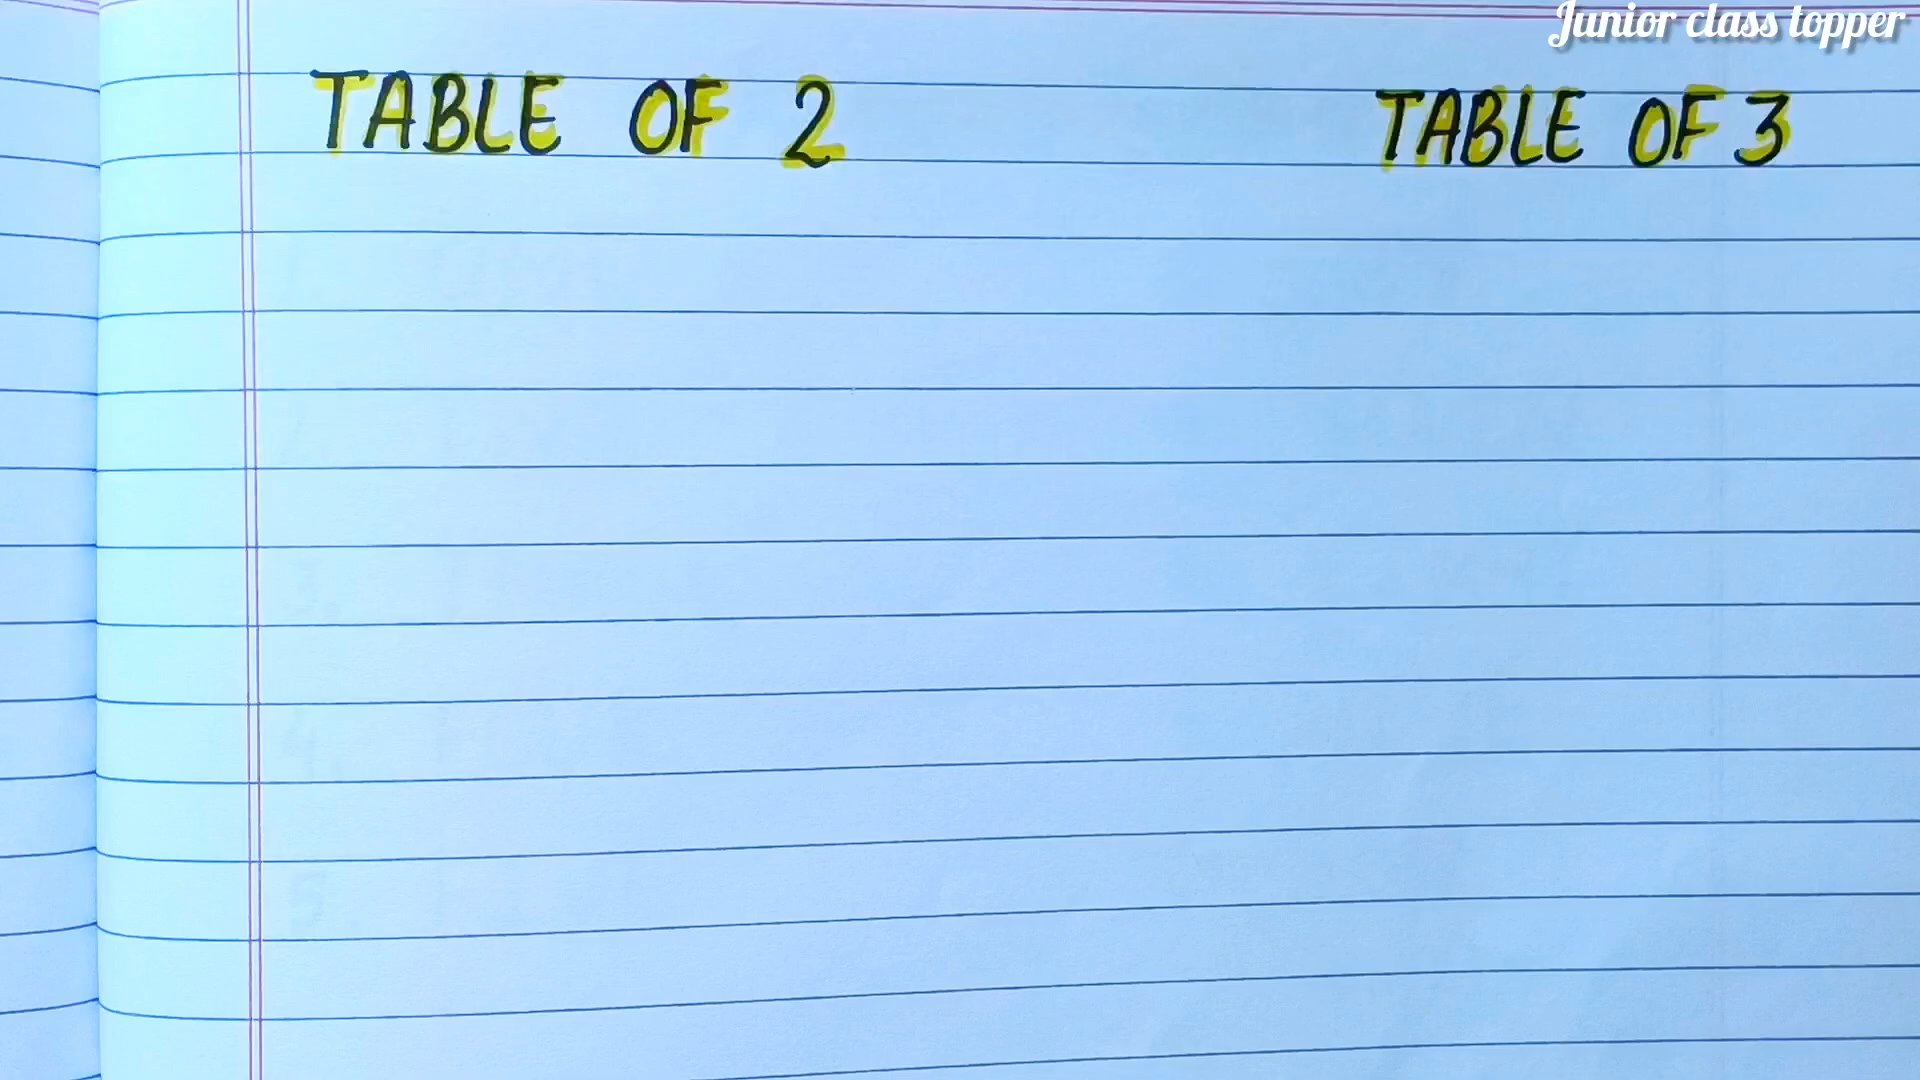 Junior class topper
TABLE OF 2
TABLE OF 3